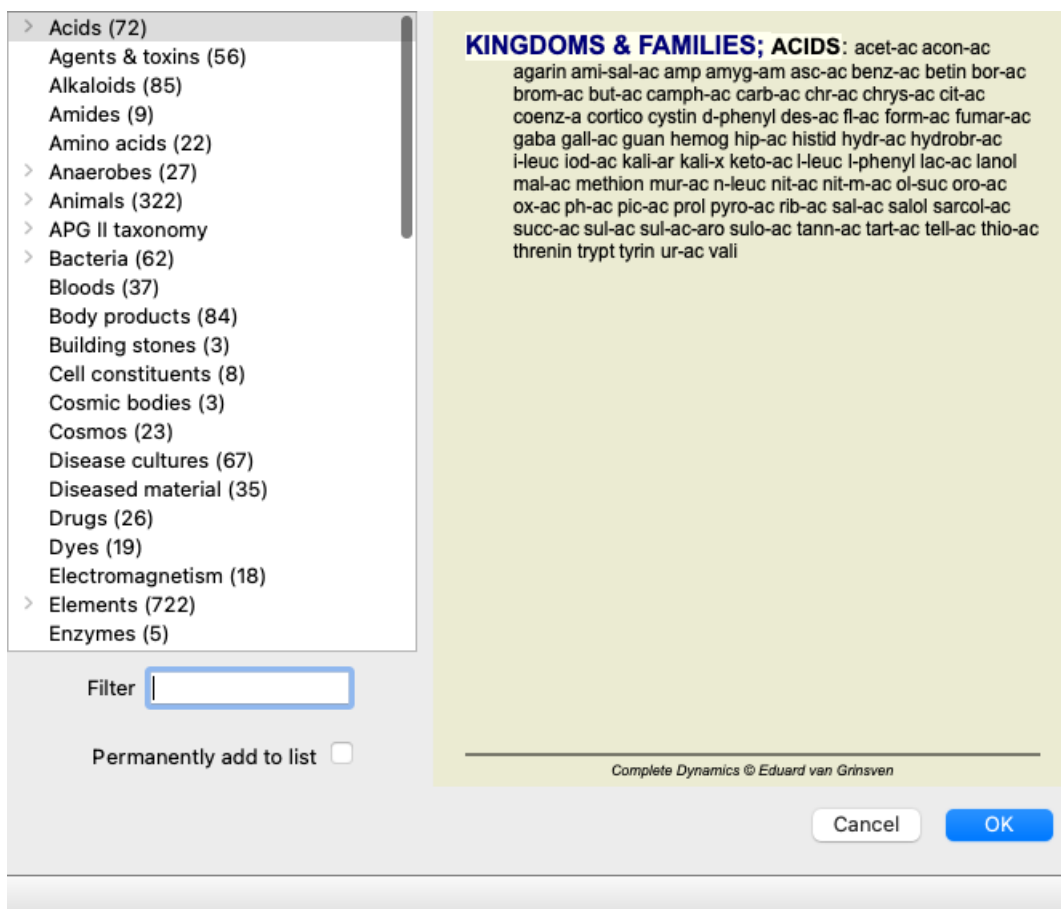 Acids (72)
Agents & toxins (56)
Alkaloids (85)
Amides (9)
Amino acids (22)
Anaerobes (27)
Animals (322)
APG II taxonomy
Bacteria (62)
Bloods (37)
Body products (84)
Building stones (3)
Cell constituents (8)
Cosmic bodies (3)
Cosmos (23)
Disease cultures (67)
Diseased material (35)
Drugs (26)
Dyes (19)
Electromagnetism (18)
Elements (722)
Enzymes (5)
Filter
Permanently add to list
KINGDOMS & FAMILIES; ACIDS: acet-ac acon-ac
agarin ami-sal-ac amp amyg-am asc-ac benz-ac betin bor-ac
brom-ac but-ac camph-ac carb-ac chr-ac chrys-ac cit-ac
coenz-a cortico cystin d-phenyl des-ac fl-ac form-ac fumar-ac
gaba gall-ac guan hemog hip-ac histid hydr-ac hydrobr-ac
i-leuc iod-ac kali-ar kali-x keto-ac l-leuc l-phenyl lac-ac lanol
mal-ac methion mur-ac n-leuc nit-ac nit-m-ac ol-suc oro-ac
ox-ac ph-ac pic-ac prol pyro-ac rib-ac sal-ac salol sarcol-ac
succ-ac sul-ac sul-ac-aro sulo-ac tann-ac tart-ac tell-ac thio-ac
threnin trypt tyrin ur-ac vali
Complete Dynamics © Eduard van Grinsven
Cancel
OK